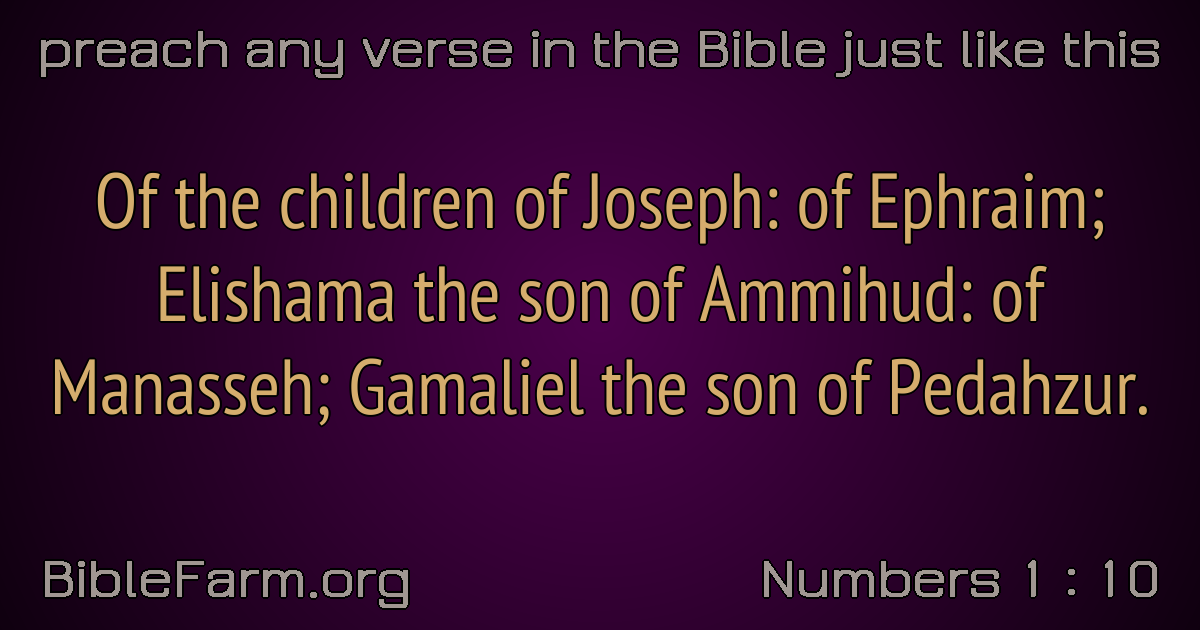 preach any verse in the Bible just like this
Of the children of Joseph: of Ephraim;
Elishama the son of Ammihud: of
Manasseh; Gamaliel the son of Pedahzur.
BibleFarm.org
Numbers 1 : 10